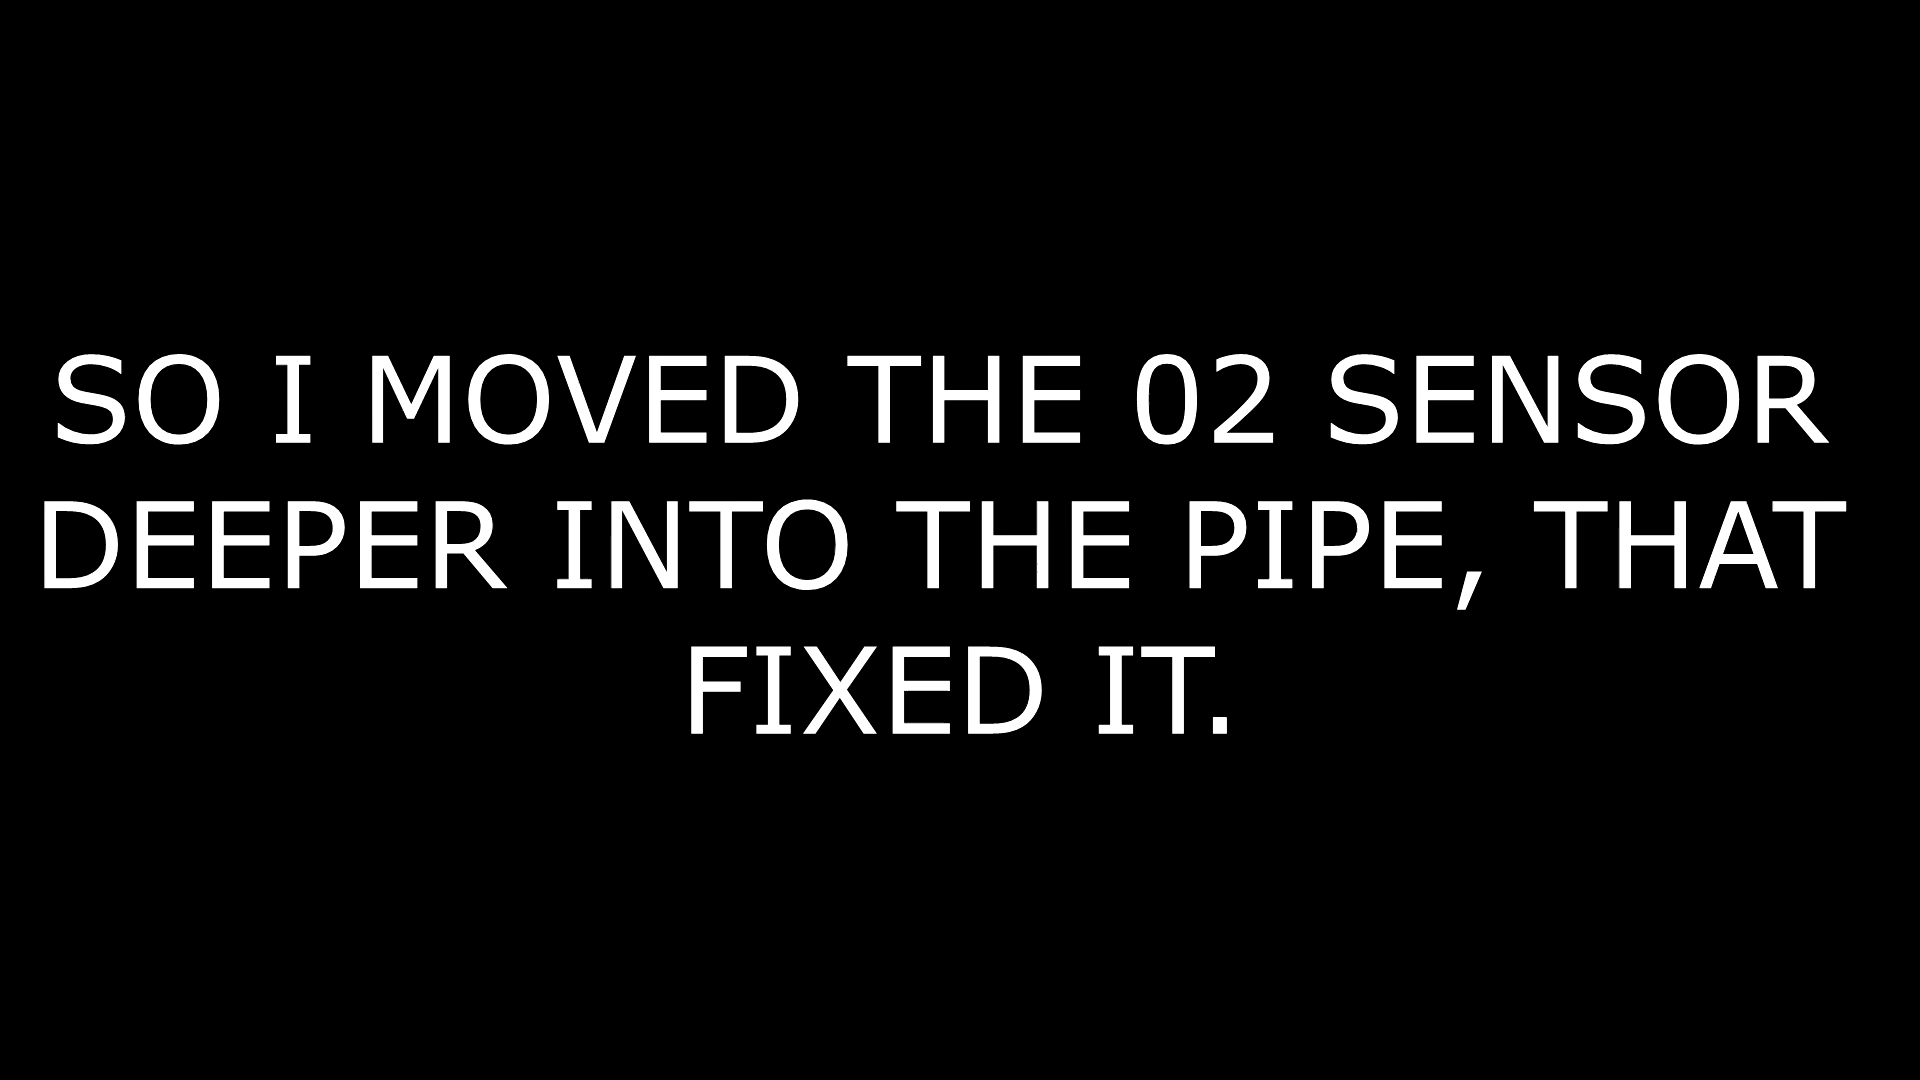 SO I MOVED THE 02 SENSOR
DEEPER INTO THE PIPE, THAT
FIXED IT.